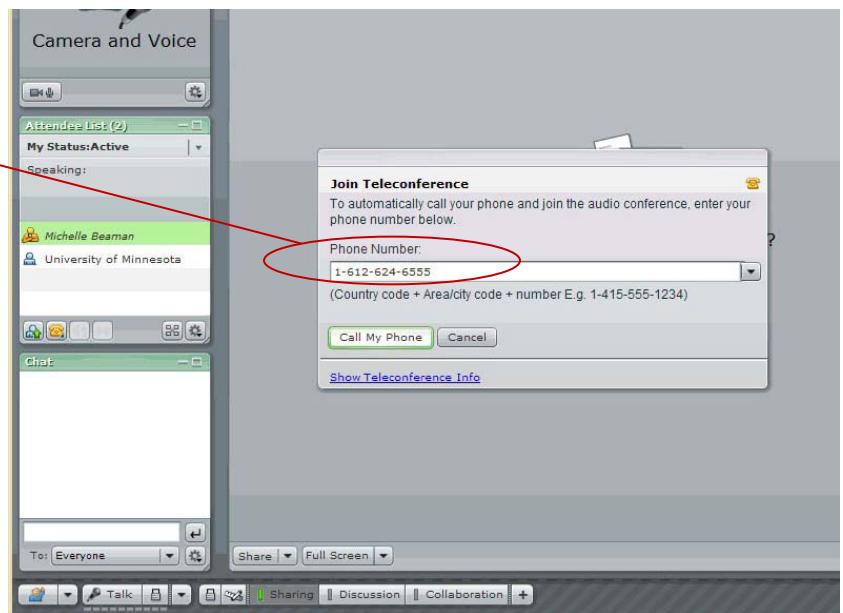 Camera and Voice
Attendee List (2)
My Status:Active
Speaking:
Michelle Beaman
University of Minnesota
Chat
To: Everyone
Join Teleconference
To automatically call your phone and join the audio conference, enter your
phone number below.
?
Phone Number:
1-612-624-6555
(Country code + Area/city code + number E.g. 1-415-555-1234)
Call My Phone Cancel
Show Teleconference Info
Share Full Screen
Talk Sharing Discussion Collaboration +